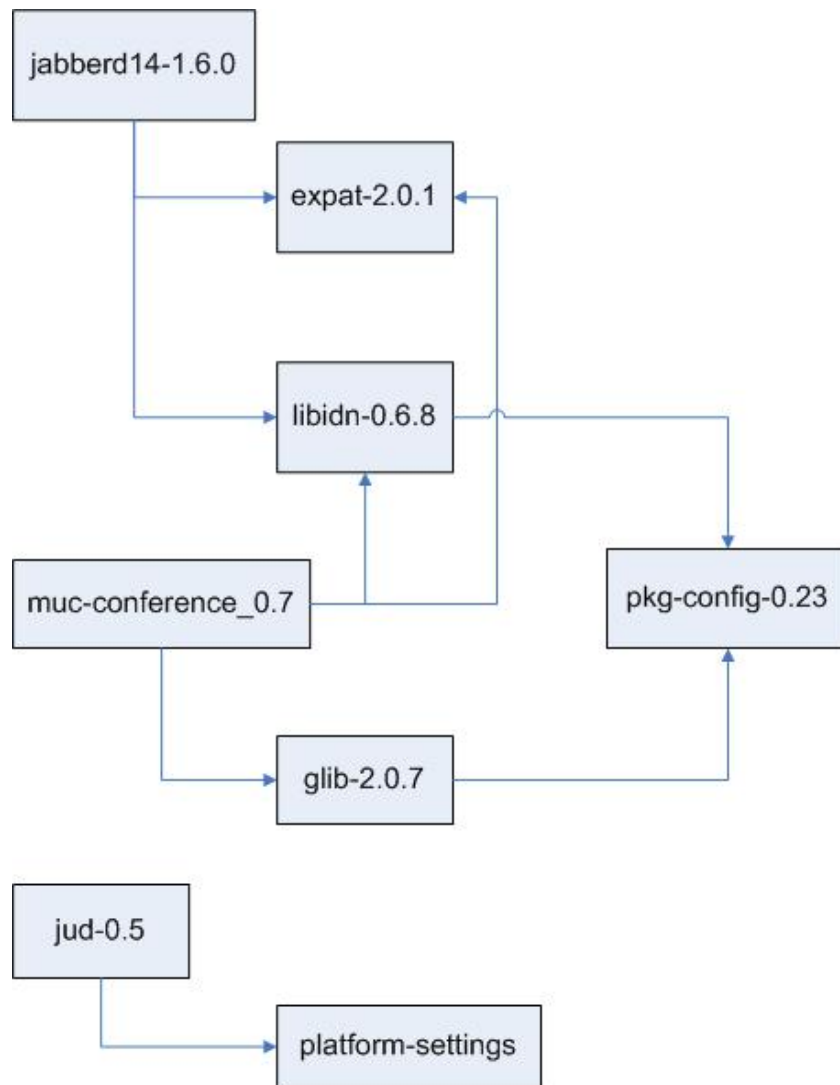 jabberd14-1.6.0
expat-2.0.1
libidn-0.6.8
muc-conference_0.7
pkg-config-0.23
glib-2.0.7
jud-0.5
platform-settings